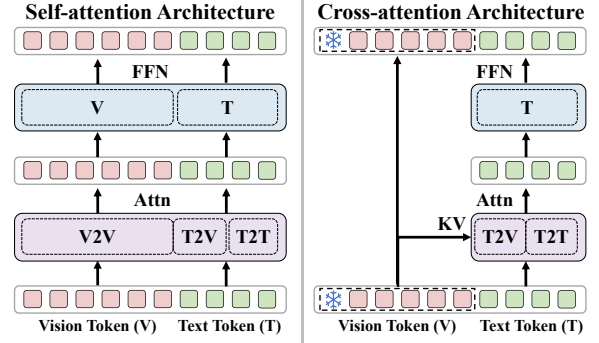 Self-attention Architecture
FFN
V T
Attn
V2V T2V T2T
Vision Token (V) Text Token (T)
Cross-attention Architecture
FFN
T
Attn
KV
T2V T2T
Vision Token (V) Text Token (T)